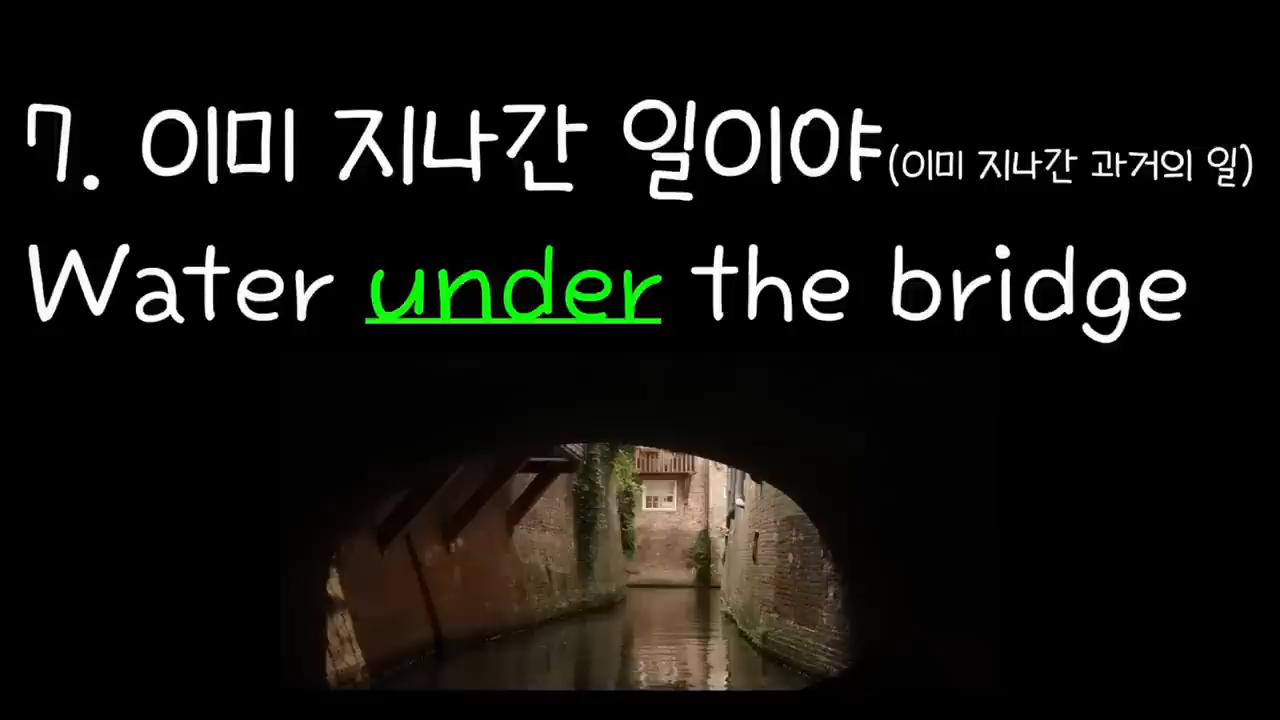 7. 이미 지나간 일이야(이미 지나간 과거의 일)
Water under the bridge